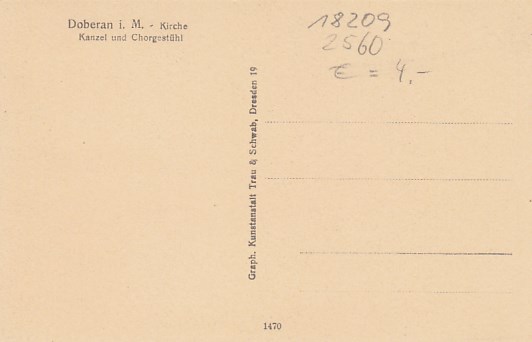 Doberan i. M. - Kirche
Kanzel und Chorgestühl
18209
2560
€ = 4,-
Graph. Kunstanstalt Trau & Schwab, Dresden 19
1470